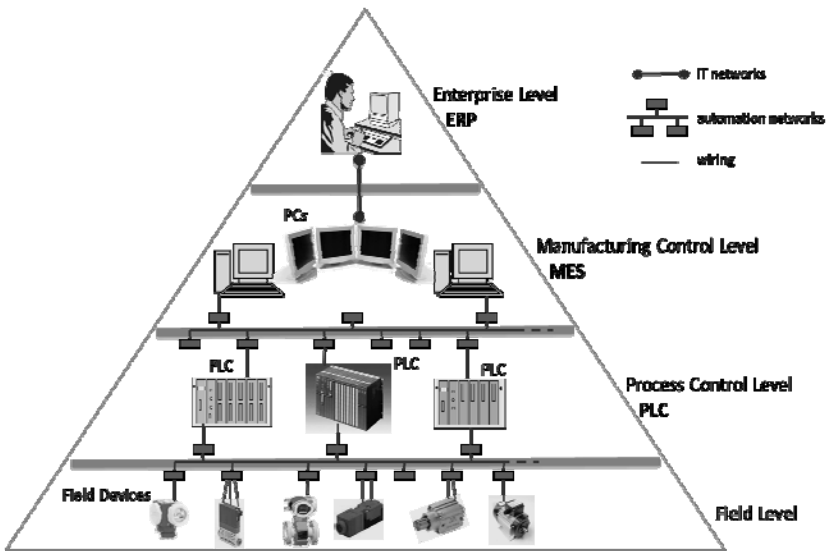 Enterprise Level
ERP
IT networks
automation networks
wiring
PCs
Manufacturing Control Level
MES
PLC
PLC
PLC
Process Control Level
PLC
Field Devices
Field Level